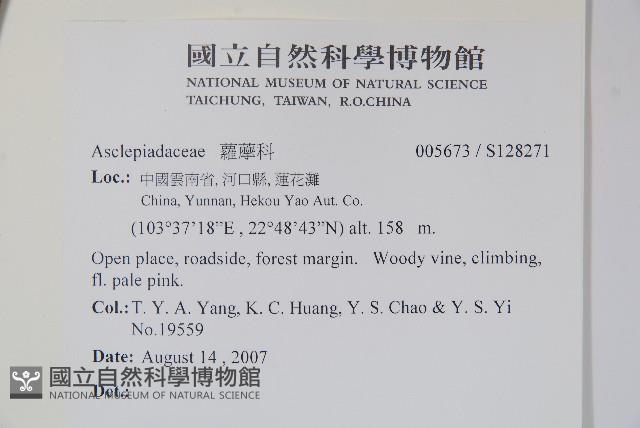 國立自然科學博物館
NATIONAL MUSEUM OF NATURAL SCIENCE
TAICHUNG, TAIWAN, R.O.CHINA
Asclepiadaceae 蘿藦科 005673 / S128271
Loc.: 中國雲南省, 河口縣, 蓮花灘
China, Yunnan, Hekou Yao Aut. Co.
(103°37'18”E , 22°48'43”N) alt. 158 m.
Open place, roadside, forest margin. Woody vine, climbing,
fl. pale pink.
Col.: T. Y. A. Yang, K. C. Huang, Y. S. Chao & Y. S. Yi
No.19559
Date: August 14 , 2007
國立自然科學博物館
Det.:
NATIONAL MUSEUM OF NATURAL SCIENCE